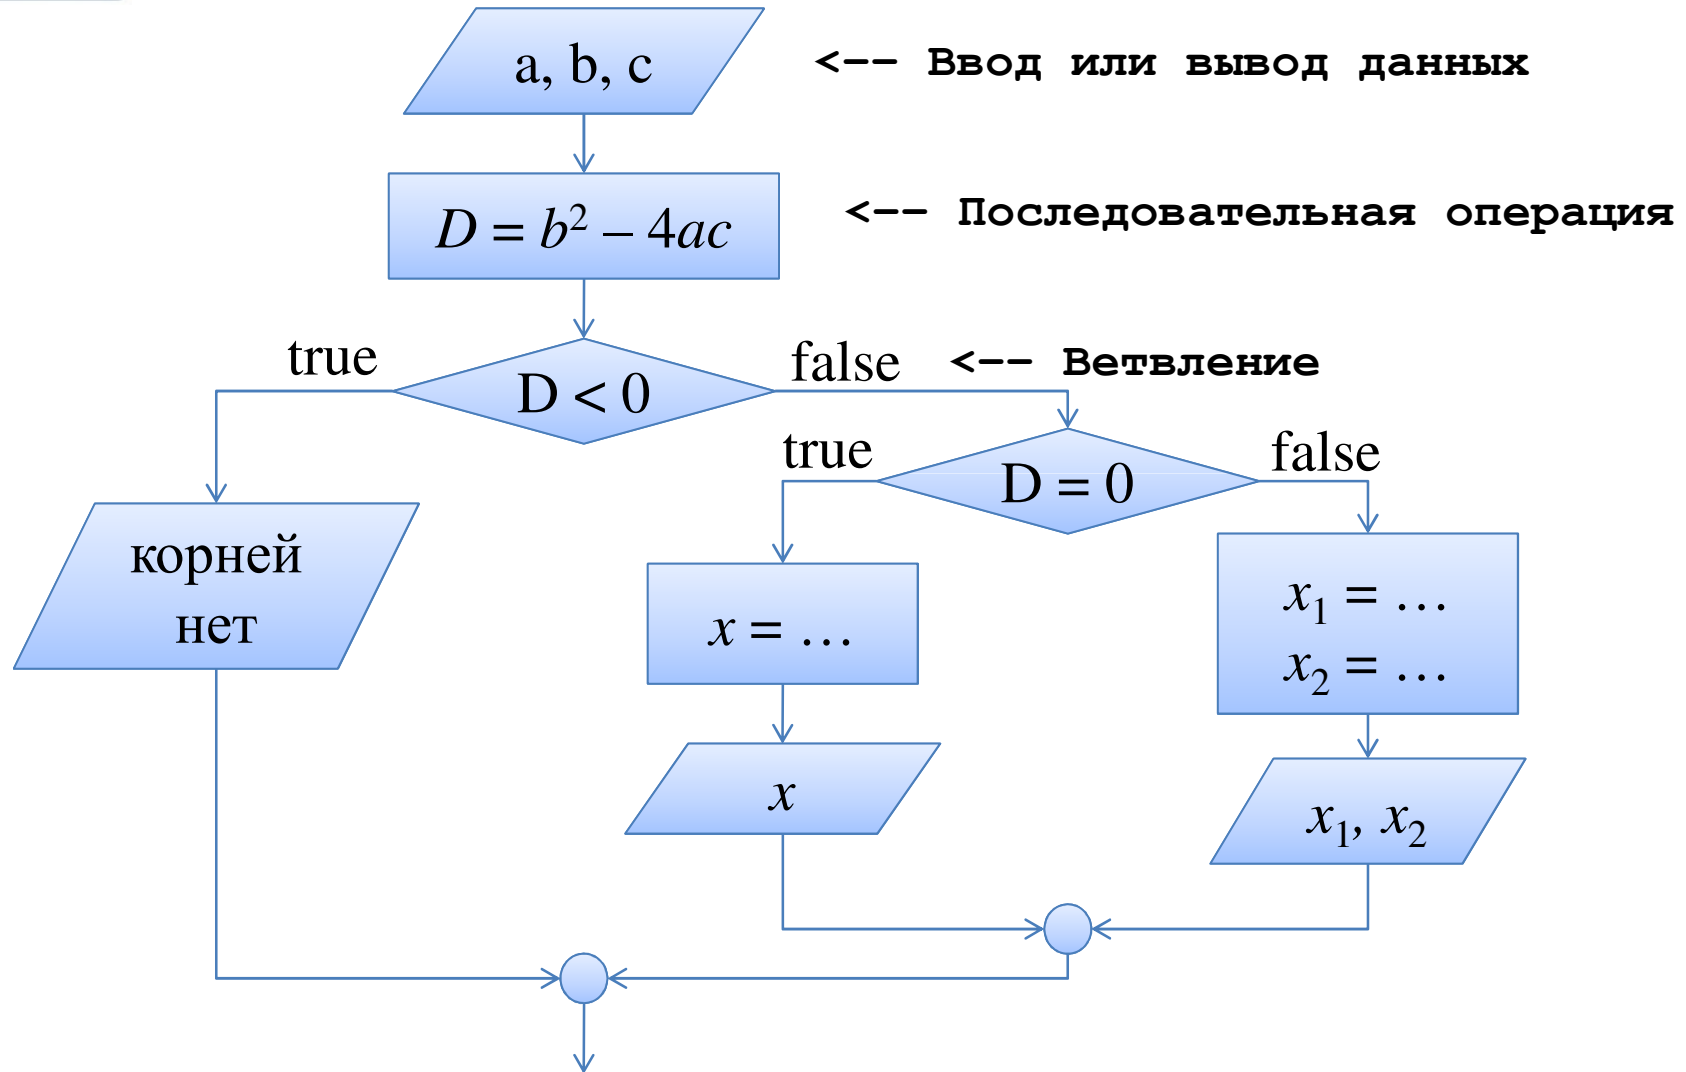 a, b, c
<-- Ввод или вывод данных
D = b² – 4ac
<-- Последовательная операция
true
false
<-- Ветвление
D < 0
true
false
D = 0
корней
нет
x = …
x₁ = …
x₂ = …
x
x₁, x₂